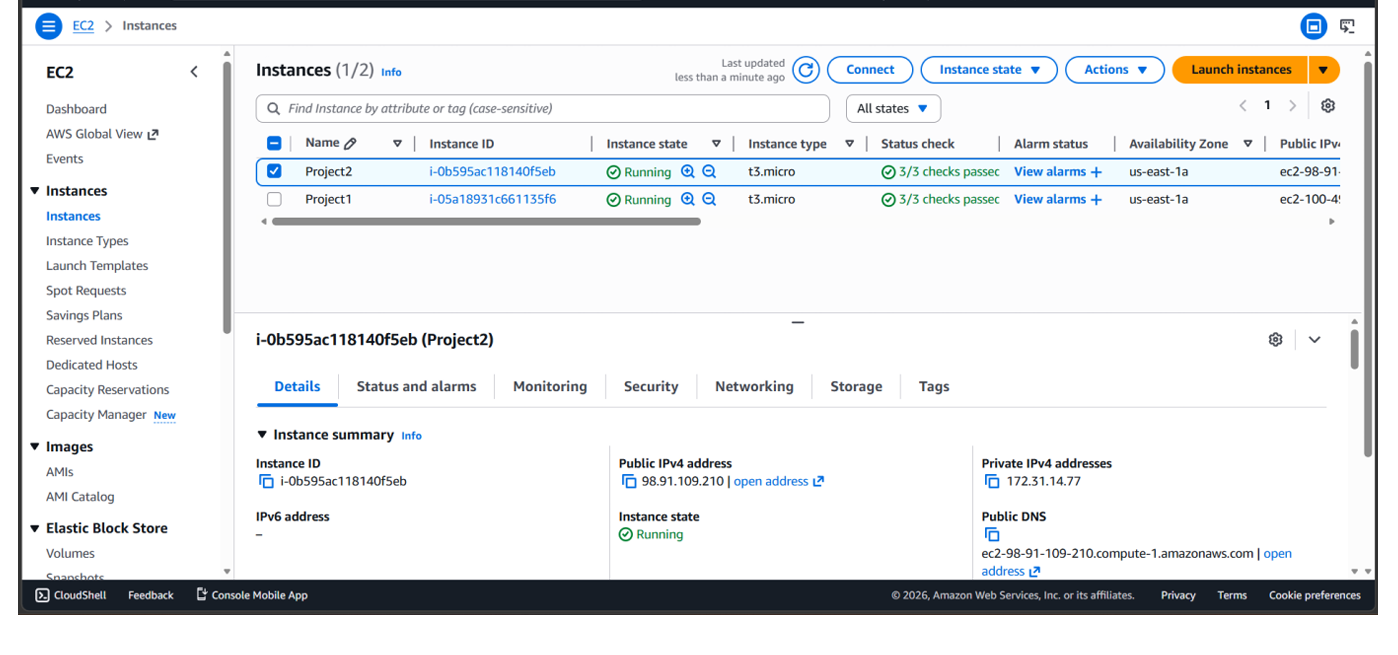 EC2 > Instances
EC2
Dashboard
AWS Global View
Events
Instances
Instances
Instance Types
Launch Templates
Spot Requests
Savings Plans
Reserved Instances
Dedicated Hosts
Capacity Reservations
Capacity Manager New
Images
AMIs
AMI Catalog
Elastic Block Store
Volumes
Snapshots
Instances (1/2) Info
Last updated
less than a minute ago
Connect
Instance state
Actions
Launch instances
Find Instance by attribute or tag (case-sensitive)
All states
1
Name Instance ID Instance state Instance type Status check Alarm status Availability Zone Public IPv
Project2 i-0b595ac118140f5eb Running t3.micro 3/3 checks passec View alarms + us-east-1a ec2-98-91-
Project1 i-05a18931c661135f6 Running t3.micro 3/3 checks passec View alarms + us-east-1a ec2-100-49
i-0b595ac118140f5eb (Project2)
Details Status and alarms Monitoring Security Networking Storage Tags
Instance summary Info
Instance ID
i-0b595ac118140f5eb
Public IPv4 address
98.91.109.210 | open address
Private IPv4 addresses
172.31.14.77
IPv6 address
–
Instance state
Running
Public DNS
ec2-98-91-109-210.compute-1.amazonaws.com | open
address
CloudShell Feedback Console Mobile App © 2026, Amazon Web Services, Inc. or its affiliates. Privacy Terms Cookie preferences